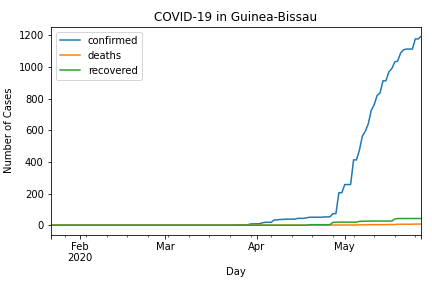 COVID-19 in Guinea-Bissau
confirmed
deaths
recovered
Number of Cases
1200
1000
800
600
400
200
0
Feb
2020
Mar
Apr
May
Day